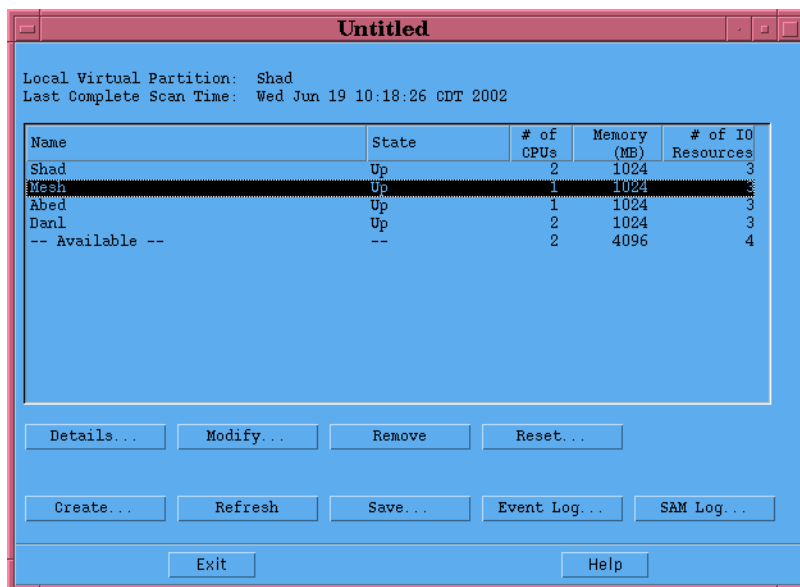 Untitled
Local Virtual Partition: Shad
Last Complete Scan Time: Wed Jun 19 10:18:26 CDT 2002
Name State # of CPUs Memory (MB) # of IO Resources
Shad Up 2 1024 3
Mesh Up 1 1024 3
Abed Up 1 1024 3
Danl Up 2 1024 3
-- Available -- -- 2 4096 4
Details... Modify... Remove Reset...
Create... Refresh Save... Event Log... SAM Log...
Exit Help